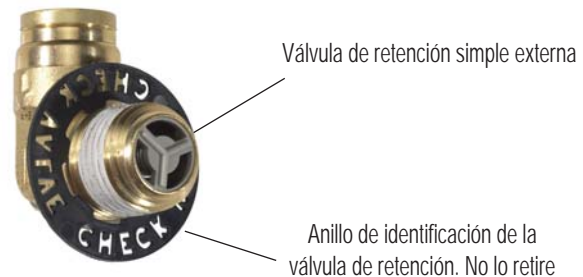 CHECK VALVE
CHECK
Válvula de retención simple externa
Anillo de identificación de la
válvula de retención. No lo retire